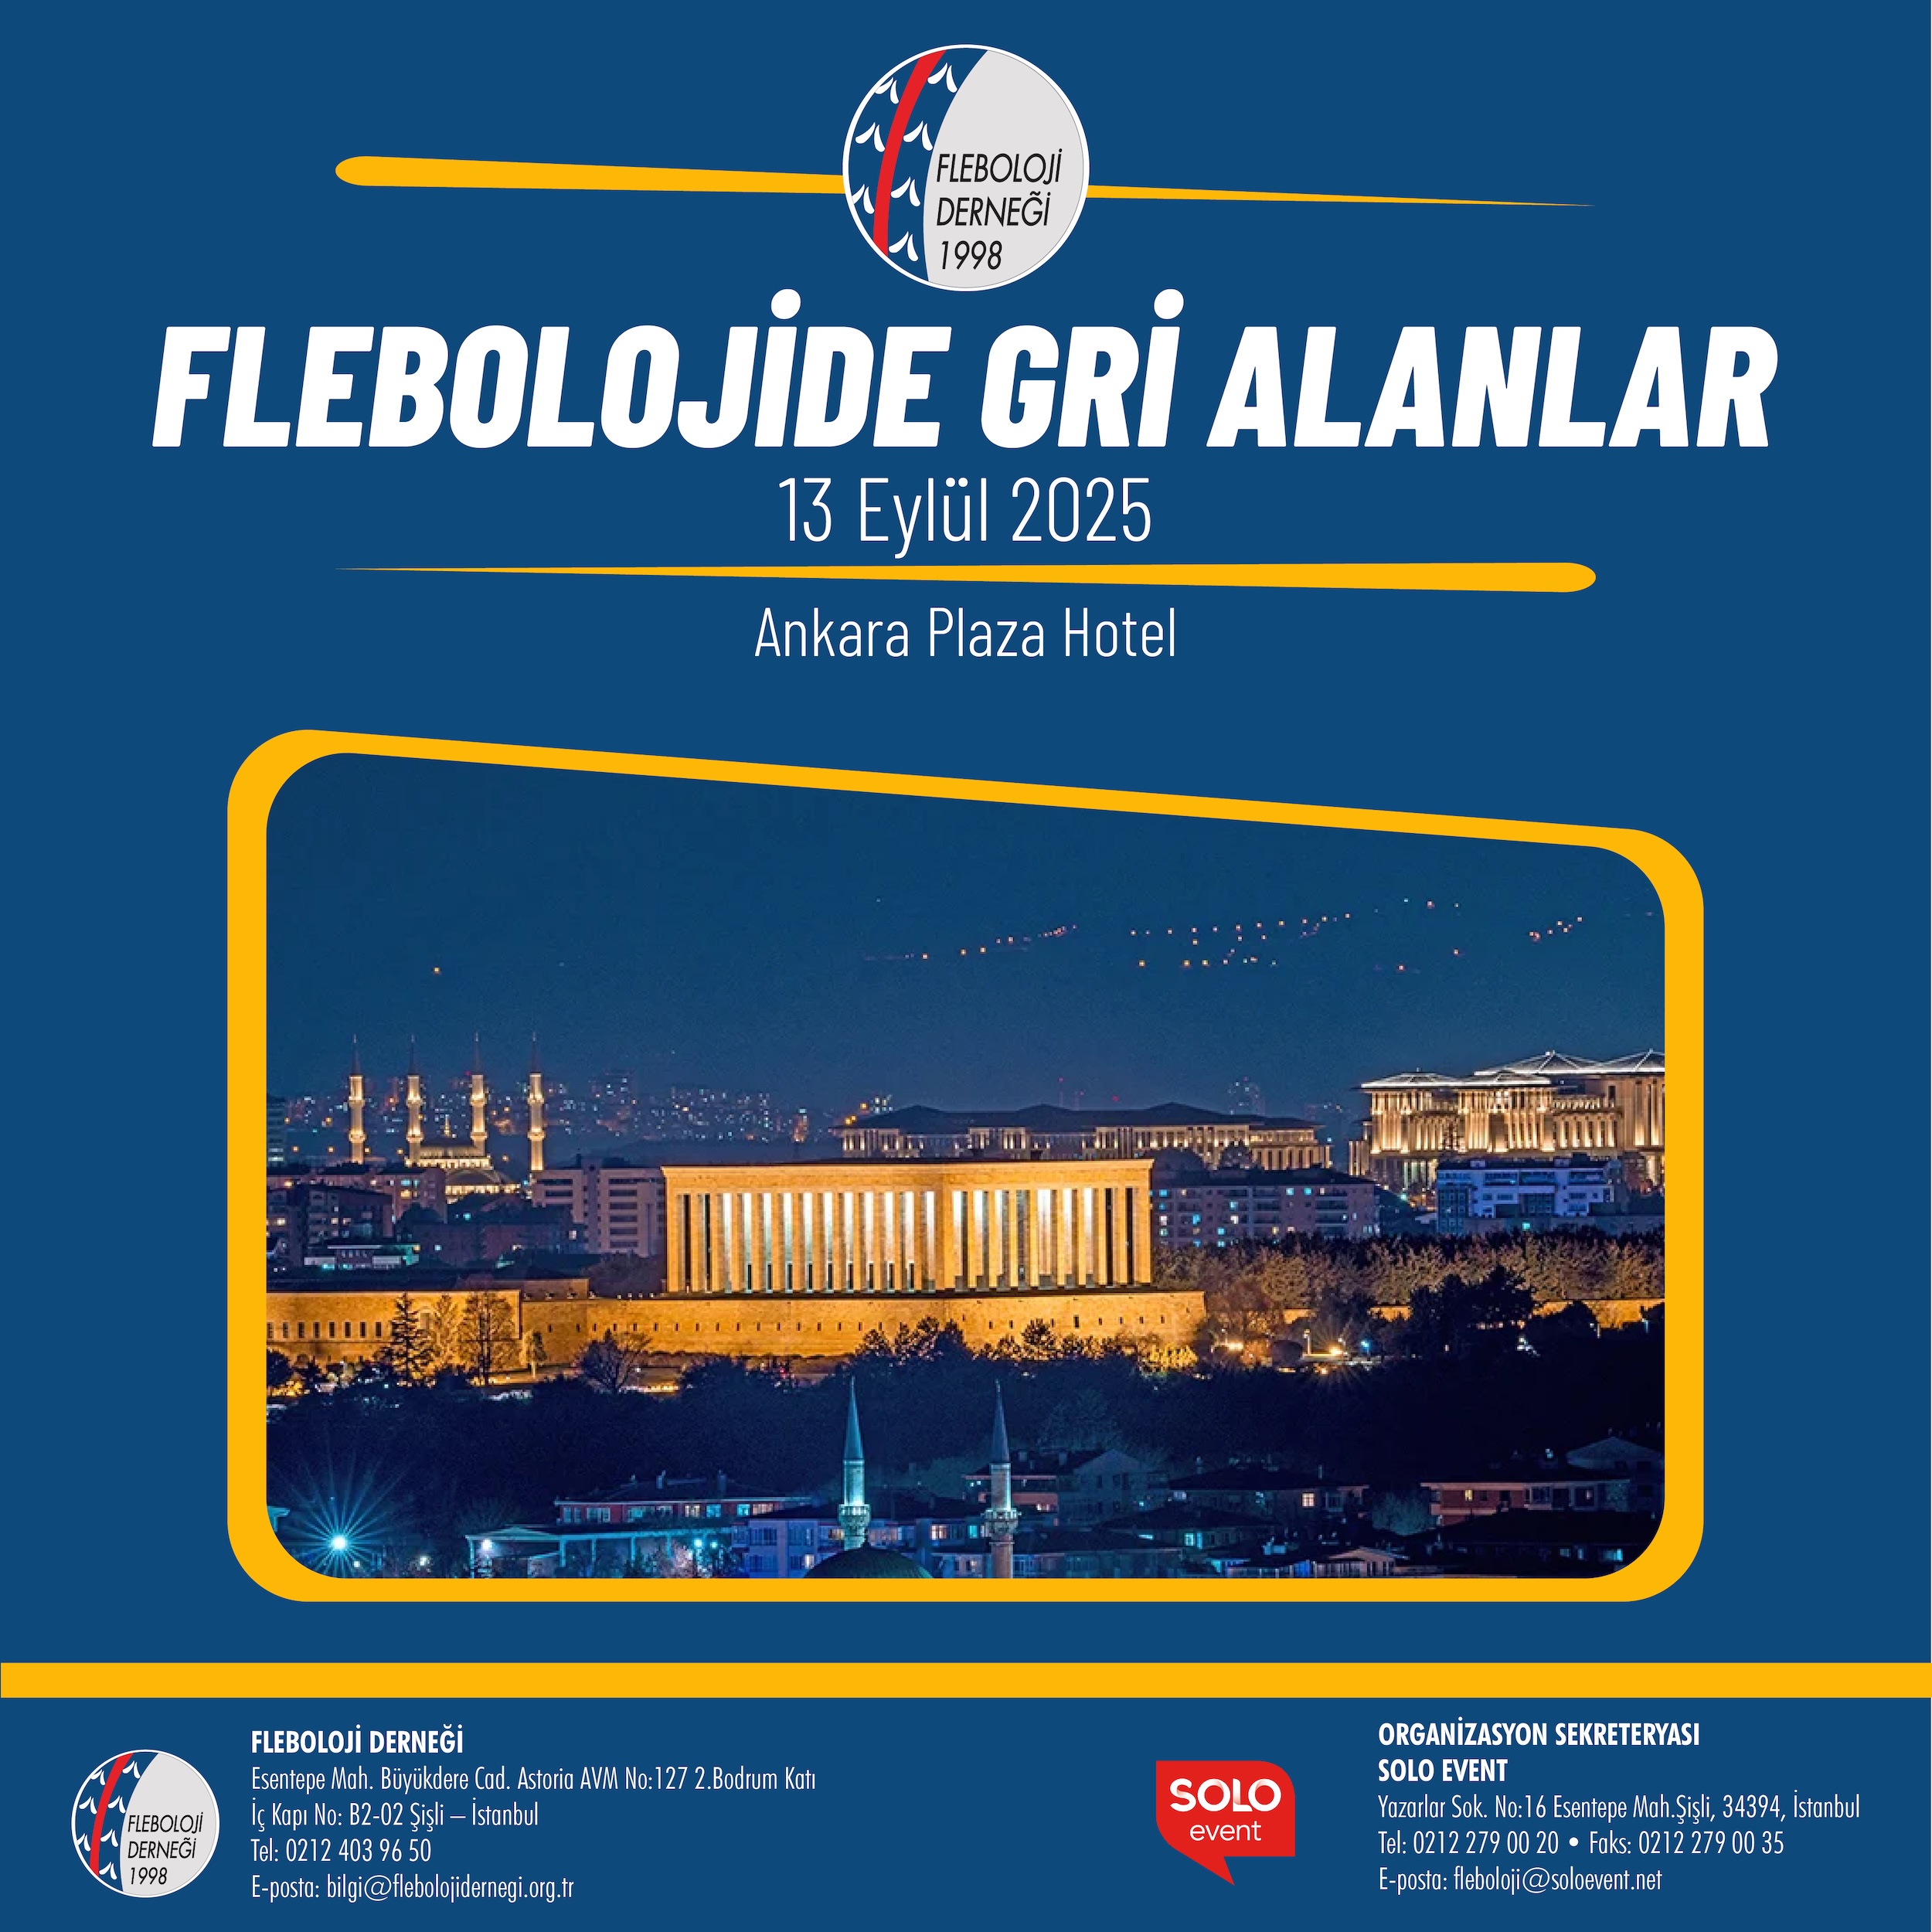 FLEBOLOJİ
DERNEĞİ
1998
FLEBOLOJİDE GRİ ALANLAR
13 Eylül 2025
Ankara Plaza Hotel
FLEBOLOJİ
DERNEĞİ
1998
FLEBOLOJİ DERNEĞİ
Esentepe Mah. Büyükdere Cad. Astoria AVM No:127 2.Bodrum Katı
İç Kapı No: B2-02 Şişli – İstanbul
Tel: 0212 403 96 50
E-posta: bilgi@flebolojidernegi.org.tr
SOLO
event
ORGANİZASYON SEKRETERYASI
SOLO EVENT
Yazarlar Sok. No:16 Esentepe Mah.Şişli, 34394, İstanbul
Tel: 0212 279 00 20 • Faks: 0212 279 00 35
E-posta: fleboloji@soloevent.net